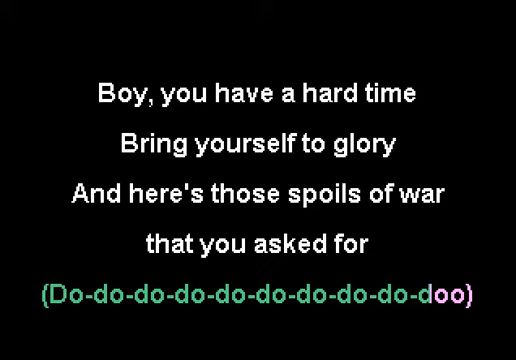 Boy, you have a hard time
Bring yourself to glory
And here's those spoils of war
that you asked for
(Do-do-do-do-do-do-do-do-do-doo)